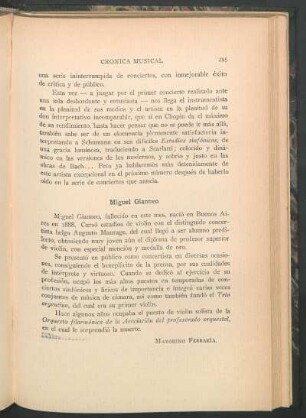 CRONICA MUSICAL
una serie ininterrumpida de conciertos, con inmejorable éxito
de crítica y de público.
Esta vez — a juzgar por el primer concierto realizado ante
una sala desbordante y entusiasta — nos llega el instrumentista
en la plenitud de sus medios y el artista, en la plenitud de su
don interpretativo incomparable, que si en Chopin da el máximo
de su rendimiento, hasta hacer pensar que no se puede ir más allá,
también sabe ser de un elocuencia plenamente satisfactoria
interpretando a Schumann en sus difíciles Estudios sinfónicos, de
una gracia luminosa, traduciendo a Scarlatti; colorido y diná-
mico en las versiones de los modernos, y sobrio y justo en las
obras de Bach... Pero ya hablaremos más detenidamente de
este artista excepcional en el próximo número después de haberlo
oído en la serie de conciertos que anuncia.
Miguel Gianneo
Miguel Gianneo, fallecido en este mes, nació en Buenos Ai-
res en 1888. Cursó estudios de violín con el distinguido concer-
tista belga Augusto Maurage, del cual llegó a ser alumno predi-
lecto, obteniendo muy joven aún el diploma de profesor superior
de violín, con especial mención y medalla de oro.
Se presentó en público como concertista en diversas ocasio-
nes, consiguiendo el beneplácito de la prensa, por sus cualidades
de intérprete y virtuoso. Cuando se dedicó al ejercicio de su
profesión, ocupó los más altos puestos en temporadas de concier-
tos sinfónicos y líricos de importancia e integró varias veces
conjuntos de música de cámara, así como también fundó el Trío
argentino, del cual era primer violín.
Hace algunos años ocupaba el puesto de violín solista de la
Orquesta filarmónica de la Asociación del profesorado orquestal,
en el cual le sorprendió la muerte.
MAYORINO FERRARÍA.